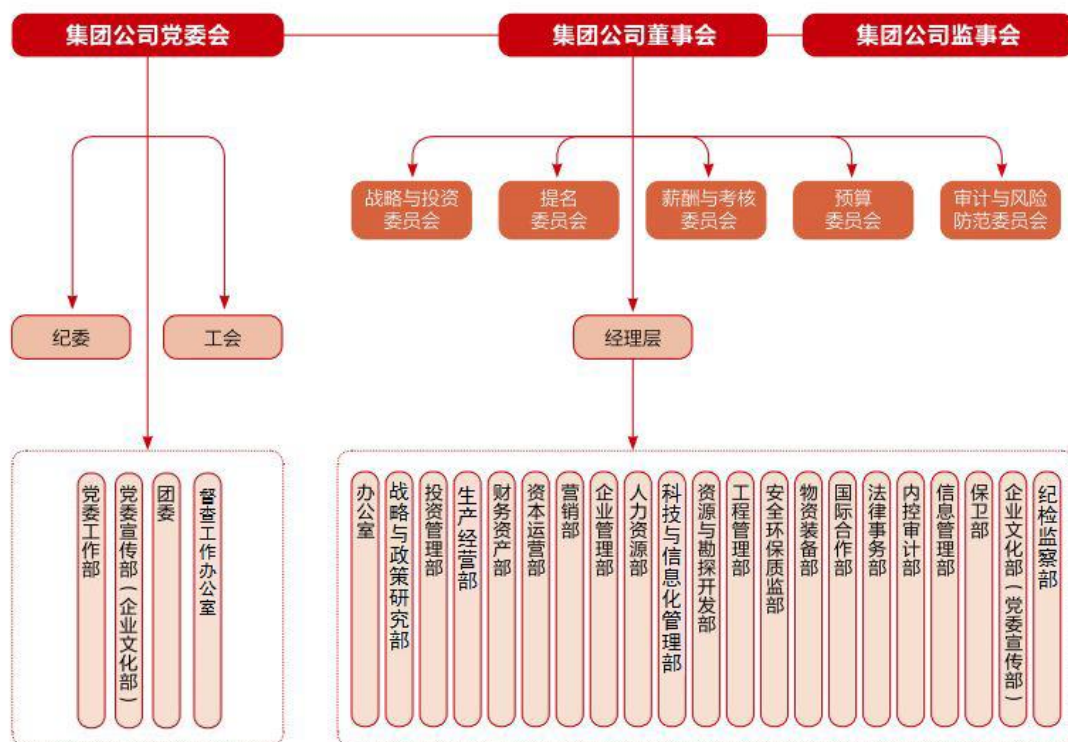 集团公司党委会
集团公司董事会
集团公司监事会
战略与投资
委员会
提名
委员会
薪酬与考核
委员会
预算
委员会
审计与风险
防范委员会
纪委
工会
经理层
党委工作部
党委宣传部(企业文化部)
团委
督查工作办公室
办公室
战略与政策研究部
投资管理部
生产经营部
财务资产部
资本运营部
营销部
企业管理部
人力资源部
科技与信息化管理部
资源与勘探开发部
工程管理部
安全环保质监部
物资装备部
国际合作部
法律事务部
内控审计部
信息管理部
保卫部
企业文化部(党委宣传部)
纪检监察部